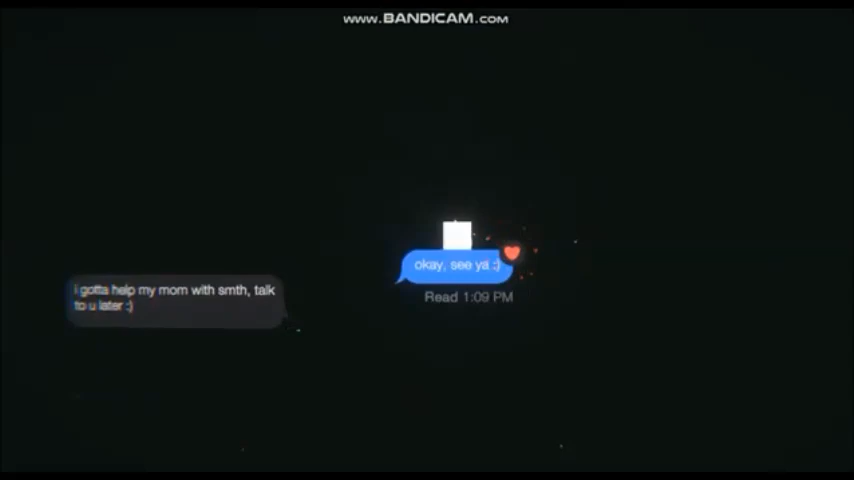 www.BANDICAM.com
okay, see ya :)
i gotta help my mom with smth, talk
to u later :)
Read 1:09 PM